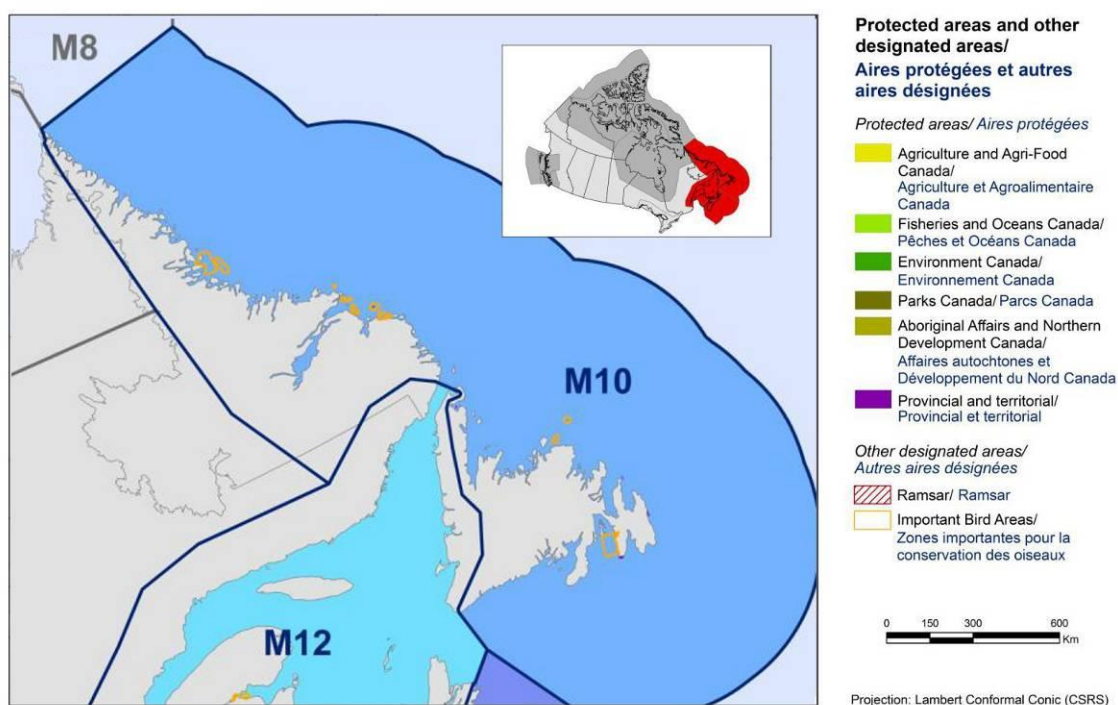 M8
M10
M12
Protected areas and other
designated areas/
Aires protégées et autres
aires désignées
Protected areas/ Aires protégées
Agriculture and Agri-Food
Canada/
Agriculture et Agroalimentaire
Canada
Fisheries and Oceans Canada/
Pêches et Océans Canada
Environment Canada/
Environnement Canada
Parks Canada/ Parcs Canada
Aboriginal Affairs and Northern
Development Canada/
Affaires autochtones et
Développement du Nord Canada
Provincial and territorial/
Provincial et territorial
Other designated areas/
Autres aires désignées
Ramsar/ Ramsar
Important Bird Areas/
Zones importantes pour la
conservation des oiseaux
0 150 300 600
Km
Projection: Lambert Conformal Conic (CSRS)